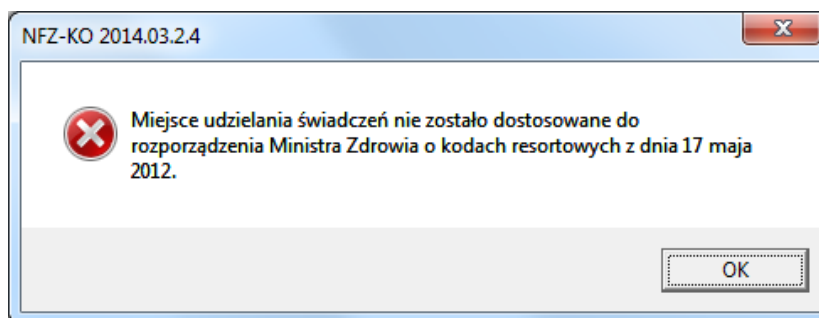 NFZ-KO 2014.03.2.4
Miejsce udzielania świadczeń nie zostało dostosowane do
rozporządzenia Ministra Zdrowia o kodach resortowych z dnia 17 maja
2012.
OK